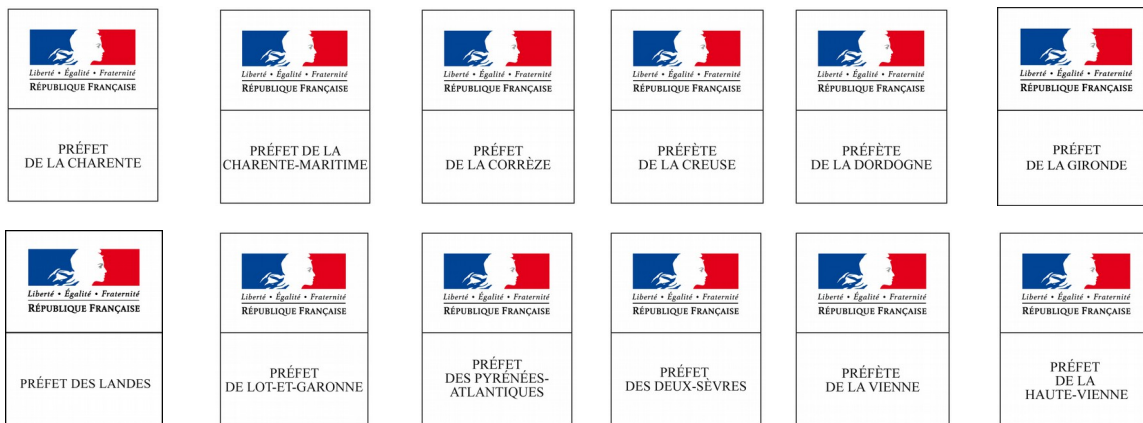 Liberté • Égalité • Fraternité
RÉPUBLIQUE FRANÇAISE
PRÉFET
DE LA CHARENTE
Liberté • Égalité • Fraternité
RÉPUBLIQUE FRANÇAISE
PRÉFET DE LA
CHARENTE-MARITIME
Liberté • Égalité • Fraternité
RÉPUBLIQUE FRANÇAISE
PRÉFET
DE LA CORRÈZE
Liberté • Égalité • Fraternité
RÉPUBLIQUE FRANÇAISE
PRÉFÈTE
DE LA CREUSE
Liberté • Égalité • Fraternité
RÉPUBLIQUE FRANÇAISE
PRÉFÈTE
DE LA DORDOGNE
Liberté • Égalité • Fraternité
RÉPUBLIQUE FRANÇAISE
PRÉFET
DE LA GIRONDE
Liberté • Égalité • Fraternité
RÉPUBLIQUE FRANÇAISE
PRÉFET DES LANDES
Liberté • Égalité • Fraternité
RÉPUBLIQUE FRANÇAISE
PRÉFET
DE LOT-ET-GARONNE
Liberté • Égalité • Fraternité
RÉPUBLIQUE FRANÇAISE
PRÉFET
DES PYRÉNÉES-
ATLANTIQUES
Liberté • Égalité • Fraternité
RÉPUBLIQUE FRANÇAISE
PRÉFET
DES DEUX-SÈVRES
Liberté • Égalité • Fraternité
RÉPUBLIQUE FRANÇAISE
PRÉFÈTE
DE LA VIENNE
Liberté • Égalité • Fraternité
RÉPUBLIQUE FRANÇAISE
PRÉFET
DE LA
HAUTE-VIENNE